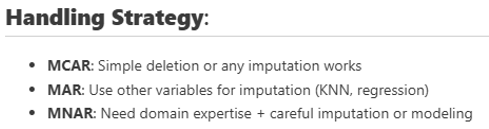 Handling Strategy:
• MCAR: Simple deletion or any imputation works
• MAR: Use other variables for imputation (KNN, regression)
• MNAR: Need domain expertise + careful imputation or modeling